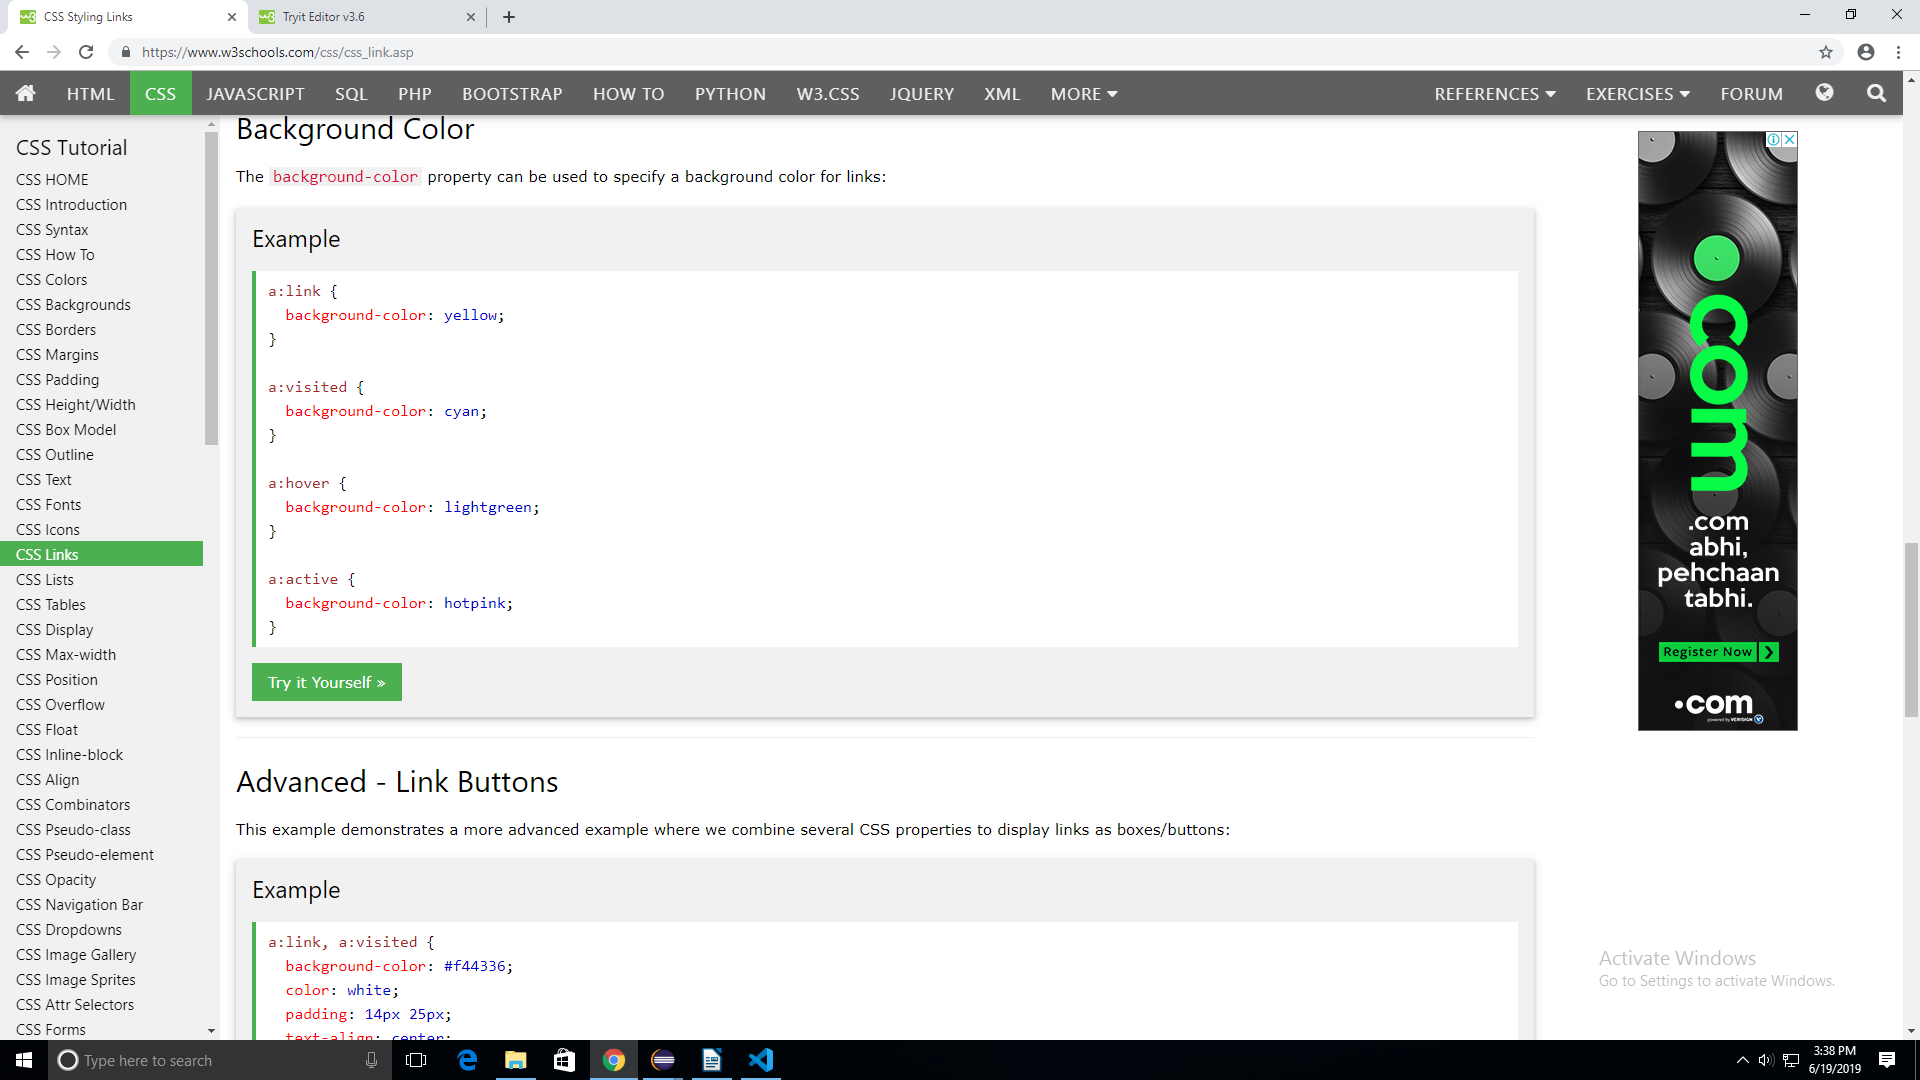 CSS Styling Links
Tryit Editor v3.6
https://www.w3schools.com/css/css_link.asp
HTML CSS JAVASCRIPT SQL PHP BOOTSTRAP HOW TO PYTHON W3.CSS JQUERY XML MORE REFERENCES EXERCISES FORUM
CSS Tutorial
CSS HOME
CSS Introduction
CSS Syntax
CSS How To
CSS Colors
CSS Backgrounds
CSS Borders
CSS Margins
CSS Padding
CSS Height/Width
CSS Box Model
CSS Outline
CSS Text
CSS Fonts
CSS Icons
CSS Links
CSS Lists
CSS Tables
CSS Display
CSS Max-width
CSS Position
CSS Overflow
CSS Float
CSS Inline-block
CSS Align
CSS Combinators
CSS Pseudo-class
CSS Pseudo-element
CSS Opacity
CSS Navigation Bar
CSS Dropdowns
CSS Image Gallery
CSS Image Sprites
CSS Attr Selectors
CSS Forms
Background Color
The background-color property can be used to specify a background color for links:
Example
a:link {
background-color: yellow;
}
a:visited {
background-color: cyan;
}
a:hover {
background-color: lightgreen;
}
a:active {
background-color: hotpink;
}
Try it Yourself »
Advanced - Link Buttons
This example demonstrates a more advanced example where we combine several CSS properties to display links as boxes/buttons:
Example
a:link, a:visited {
background-color: #f44336;
color: white;
padding: 14px 25px;
text-align: center;
.com
.com
abhi,
pehchaan
tabhi.
Register Now
.com
powered by VERISIGN
Activate Windows
Go to Settings to activate Windows.
Type here to search
3:38 PM
6/19/2019